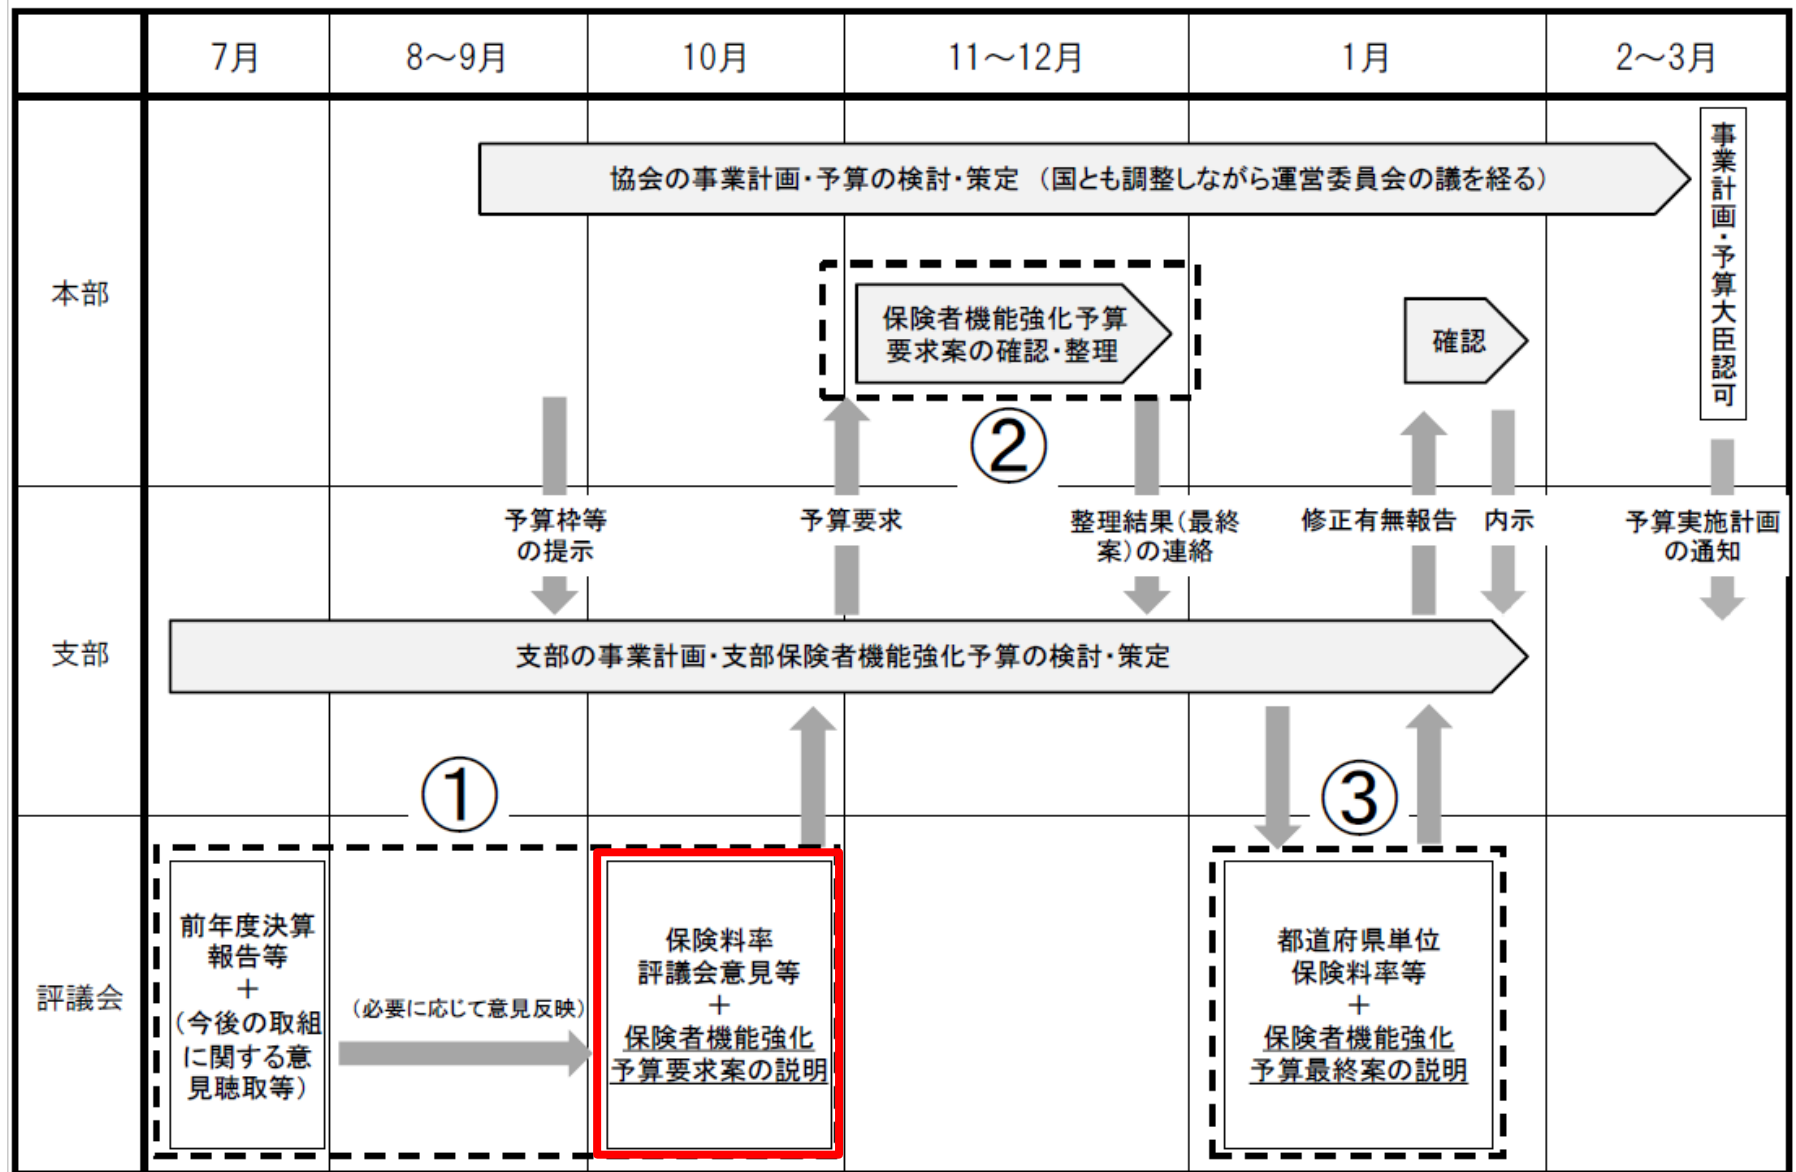 7月
8～9月
10月
11～12月
1月
2～3月
本部
協会の事業計画・予算の検討・策定 （国とも調整しながら運営委員会の議を経る）
事業計画・予算大臣認可
保険者機能強化予算
要求案の確認・整理
確認
②
予算枠等
の提示
予算要求
整理結果（最終
案）の連絡
修正有無報告
内示
予算実施計画
の通知
支部
支部の事業計画・支部保険者機能強化予算の検討・策定
①
③
評議会
前年度決算
報告等
＋
（今後の取組
に関する意
見聴取等）
（必要に応じて意見反映）
保険料率
評議会意見等
＋
保険者機能強化
予算要求案の説明
都道府県単位
保険料率等
＋
保険者機能強化
予算最終案の説明